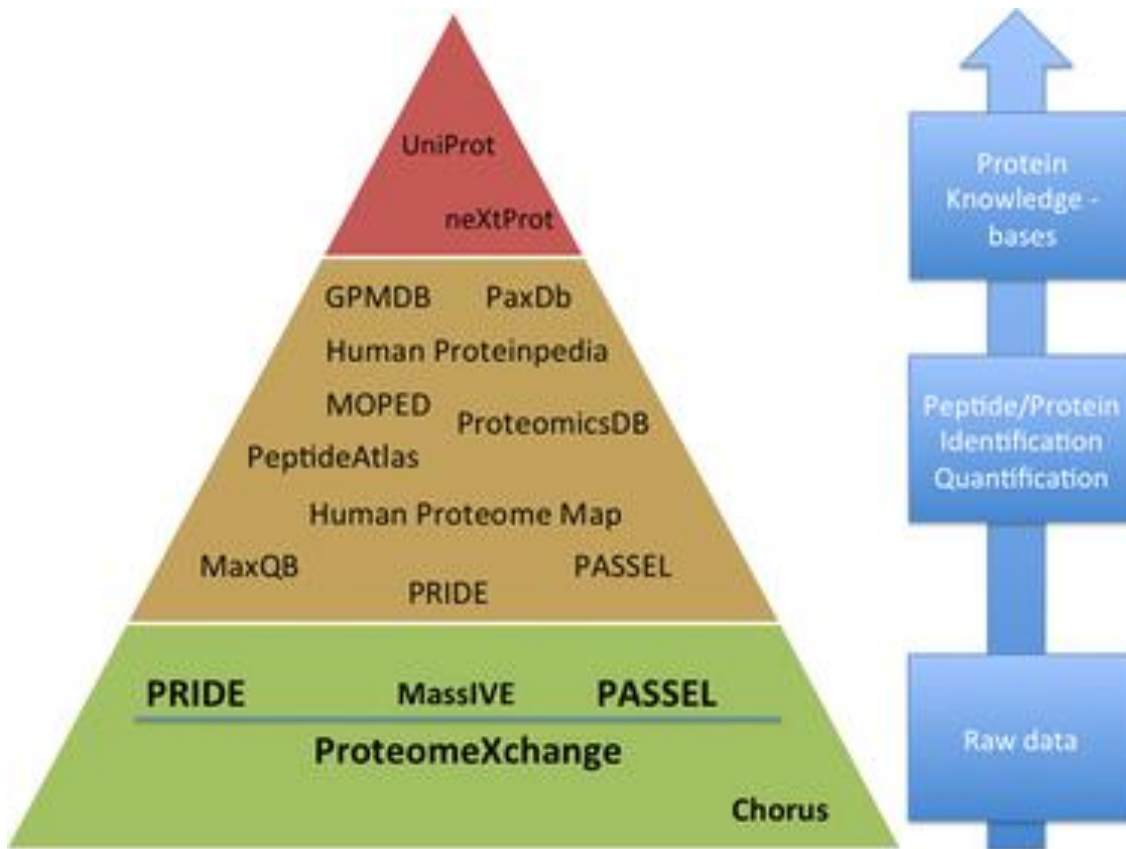 UniProt
neXtProt
GPMDB PaxDb
Human Proteinpedia
MOPED
ProteomicsDB
PeptideAtlas
Human Proteome Map
MaxQB
PASSEL
PRIDE
PRIDE MassIVE PASSEL
ProteomeXchange
Chorus
Protein
Knowledge -
bases
Peptide/Protein
Identification
Quantification
Raw data